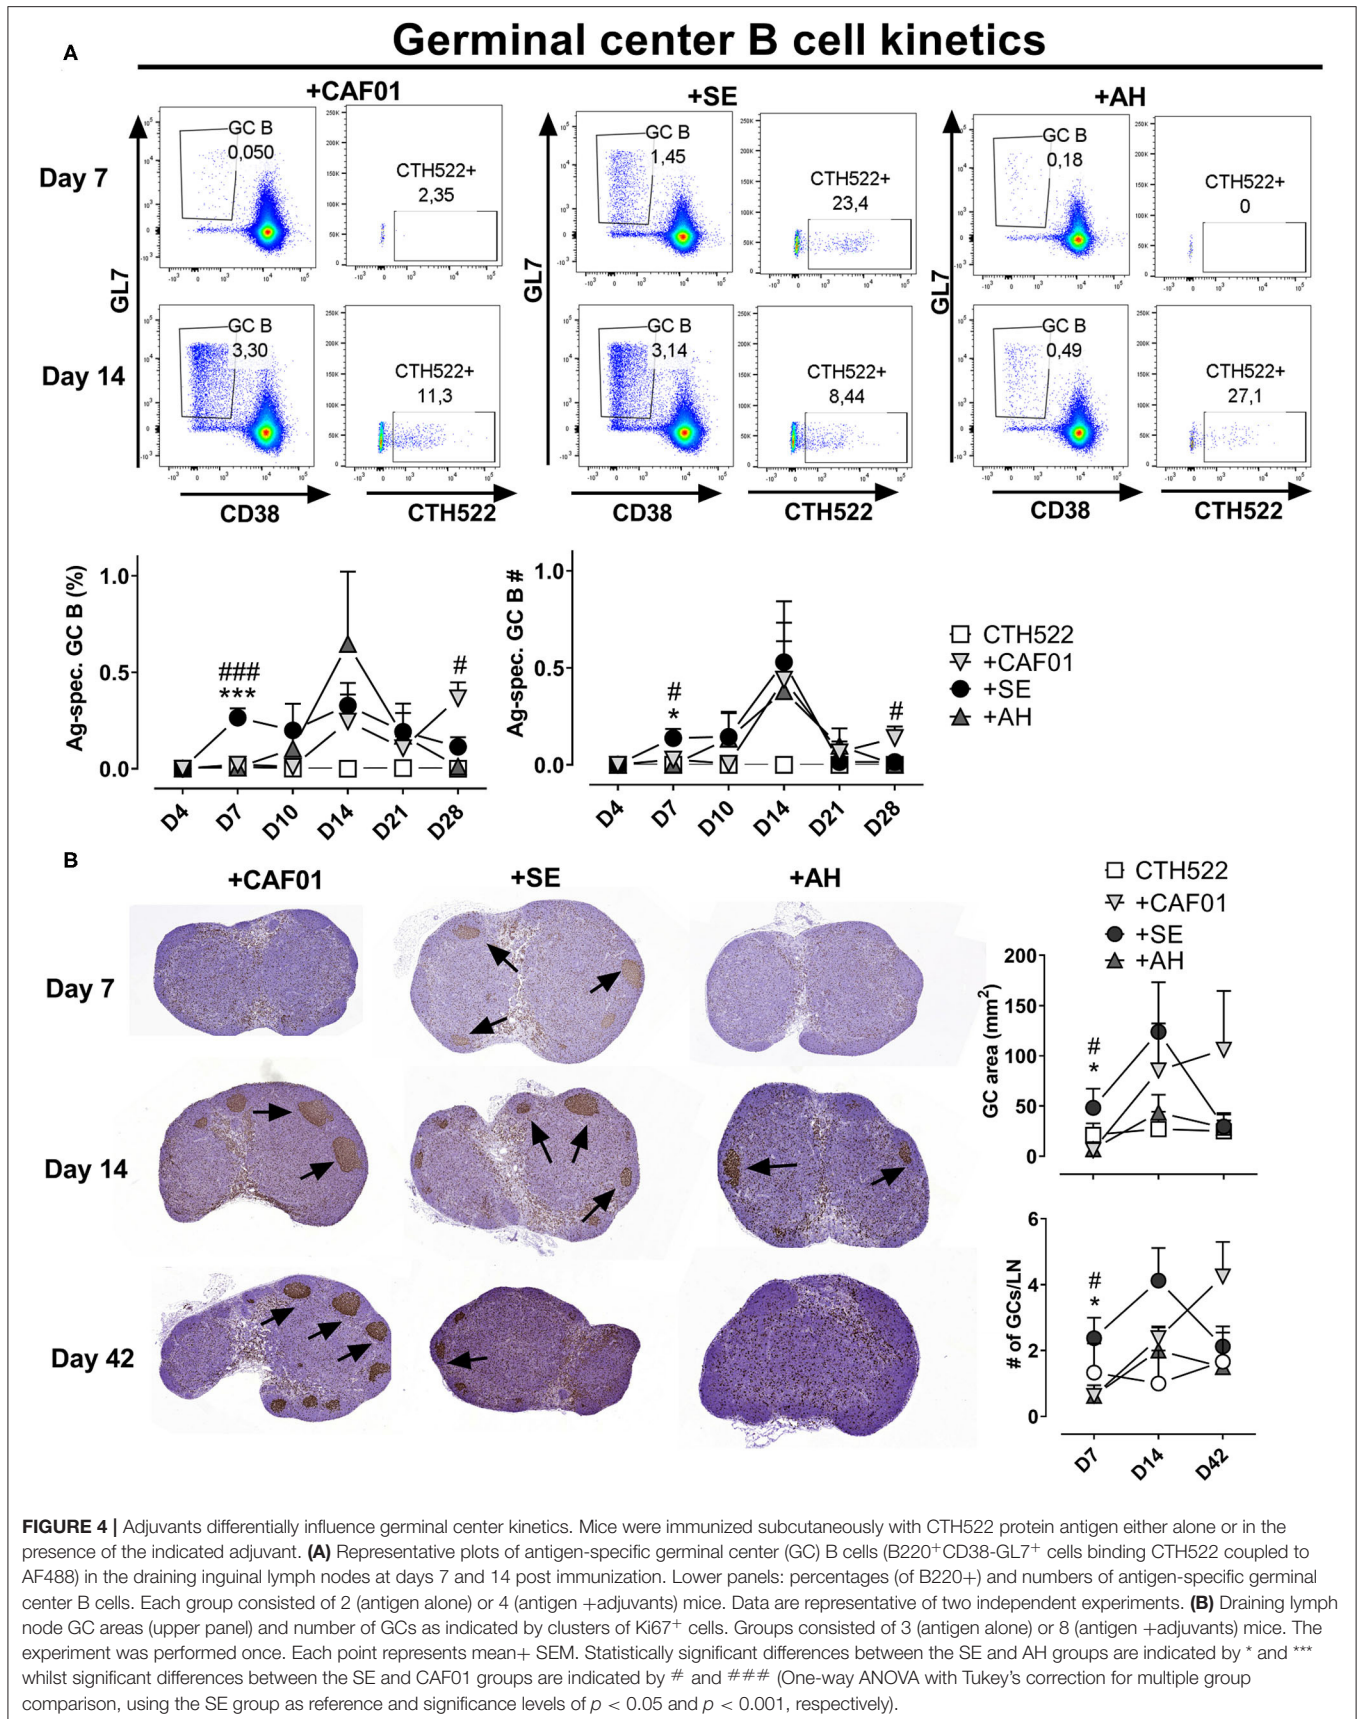 A
Germinal center B cell kinetics
+CAF01
+SE
+AH
Day 7
GL7
GC B
0,050
CTH522+
2,35
GL7
GC B
1,45
CTH522+
23,4
GL7
GC B
0,18
CTH522+
0
Day 14
GC B
3,30
CTH522+
11,3
GC B
3,14
CTH522+
8,44
GC B
0,49
CTH522+
27,1
CD38
CTH522
CD38
CTH522
CD38
CTH522
Ag-spec. GC B (%)
1.0
0.5
0.0
###
***
#
D4
D7
D10
D14
D21
D28
Ag-spec. GC B #
1.0
0.5
0.0
#
*
#
D4
D7
D10
D14
D21
D28
CTH522
+CAF01
+SE
+AH
B
+CAF01
+SE
+AH
Day 7
Day 14
Day 42
CTH522
+CAF01
+SE
+AH
GC area (mm²)
200
150
100
50
0
#
*
# of GCs/LN
6
4
2
0
#
*
D7
D14
D42
FIGURE 4 | Adjuvants differentially influence germinal center kinetics. Mice were immunized subcutaneously with CTH522 protein antigen either alone or in the
presence of the indicated adjuvant. (A) Representative plots of antigen-specific germinal center (GC) B cells (B220⁺CD38-GL7⁺ cells binding CTH522 coupled to
AF488) in the draining inguinal lymph nodes at days 7 and 14 post immunization. Lower panels: percentages (of B220+) and numbers of antigen-specific germinal
center B cells. Each group consisted of 2 (antigen alone) or 4 (antigen +adjuvants) mice. Data are representative of two independent experiments. (B) Draining lymph
node GC areas (upper panel) and number of GCs as indicated by clusters of Ki67⁺ cells. Groups consisted of 3 (antigen alone) or 8 (antigen +adjuvants) mice. The
experiment was performed once. Each point represents mean+ SEM. Statistically significant differences between the SE and AH groups are indicated by * and ***
whilst significant differences between the SE and CAF01 groups are indicated by # and ### (One-way ANOVA with Tukey's correction for multiple group
comparison, using the SE group as reference and significance levels of p < 0.05 and p < 0.001, respectively).